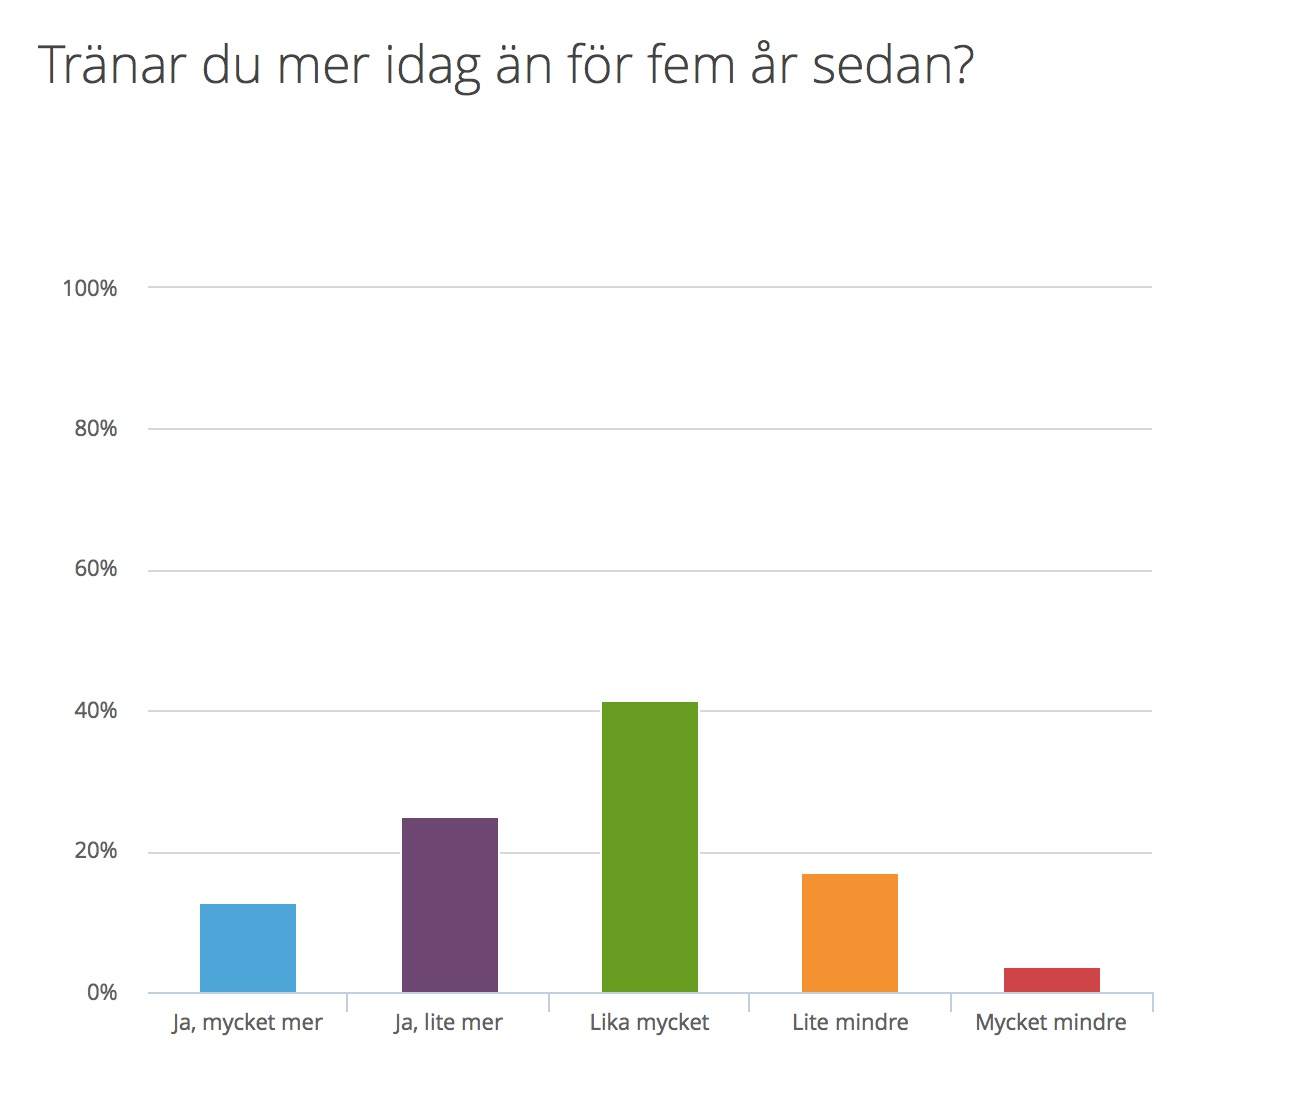 Tränar du mer idag än för fem år sedan?
100%
80%
60%
40%
20%
0%
Ja, mycket mer
Ja, lite mer
Lika mycket
Lite mindre
Mycket mindre